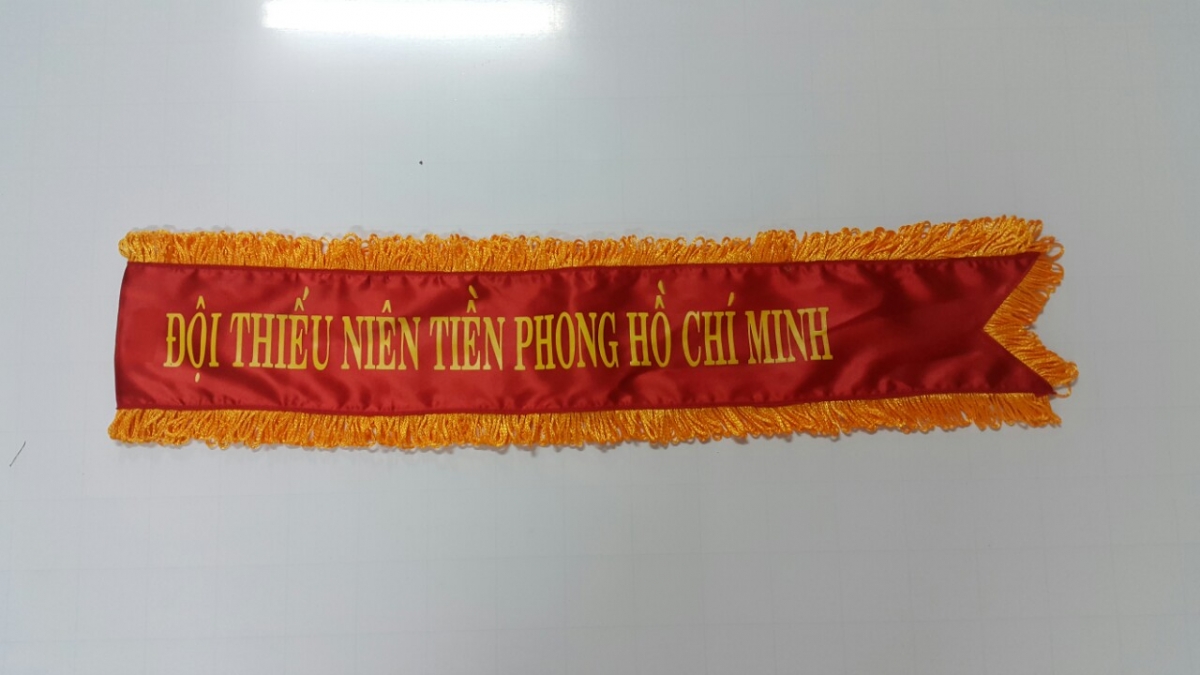 ĐỘI THIẾU NIÊN TIỀN PHONG HỒ CHÍ MINH